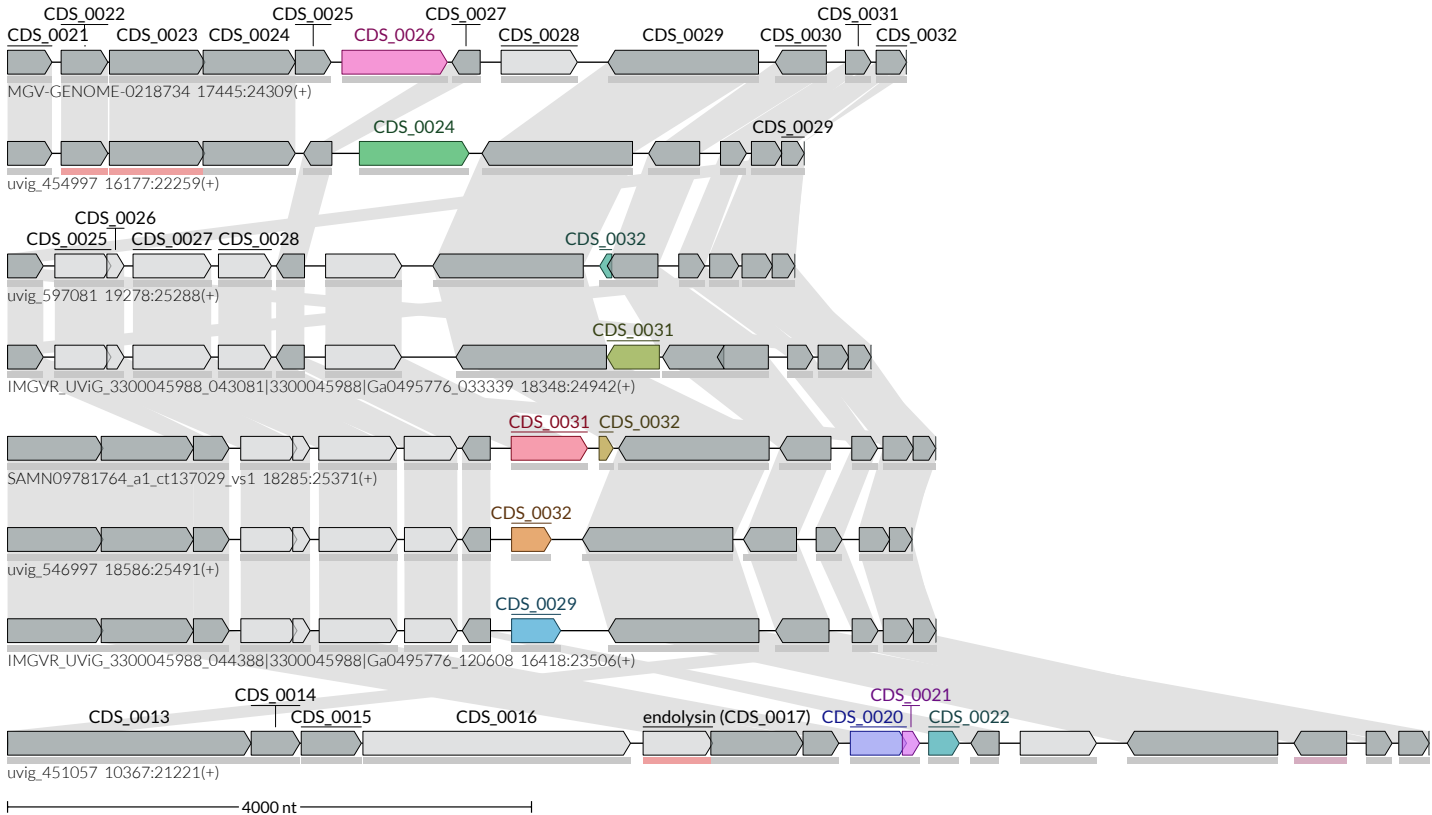 CDS_0022 CDS_0025 CDS_0027 CDS_0031
CDS_0021 CDS_0023 CDS_0024 CDS_0026 CDS_0028 CDS_0029 CDS_0030 CDS_0032
MGV-GENOME-0218734 17445:24309(+)
CDS_0024 CDS_0029
uvig_454997 16177:22259(+)
CDS_0026
CDS_0025 CDS_0027 CDS_0028 CDS_0032
uvig_597081 19278:25288(+)
CDS_0031
IMGVR_UViG_3300045988_043081|3300045988|Ga0495776_033339 18348:24942(+)
CDS_0031 CDS_0032
SAMN09781764_a1_ct137029_vs1 18285:25371(+)
CDS_0032
uvig_546997 18586:25491(+)
CDS_0029
IMGVR_UViG_3300045988_044388|3300045988|Ga0495776_120608 16418:23506(+)
CDS_0014 CDS_0021
CDS_0013 CDS_0015 CDS_0016 endolysin (CDS_0017) CDS_0020 CDS_0022
uvig_451057 10367:21221(+)
4000 nt